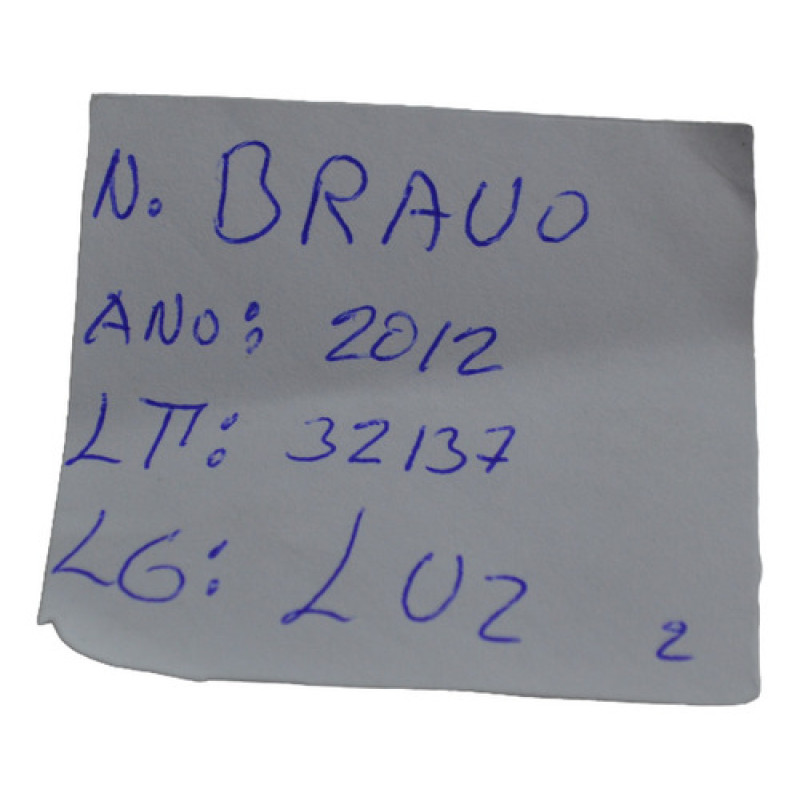 N. BRAVO
ANO: 2012
LT: 32137
LG: LUZ
2